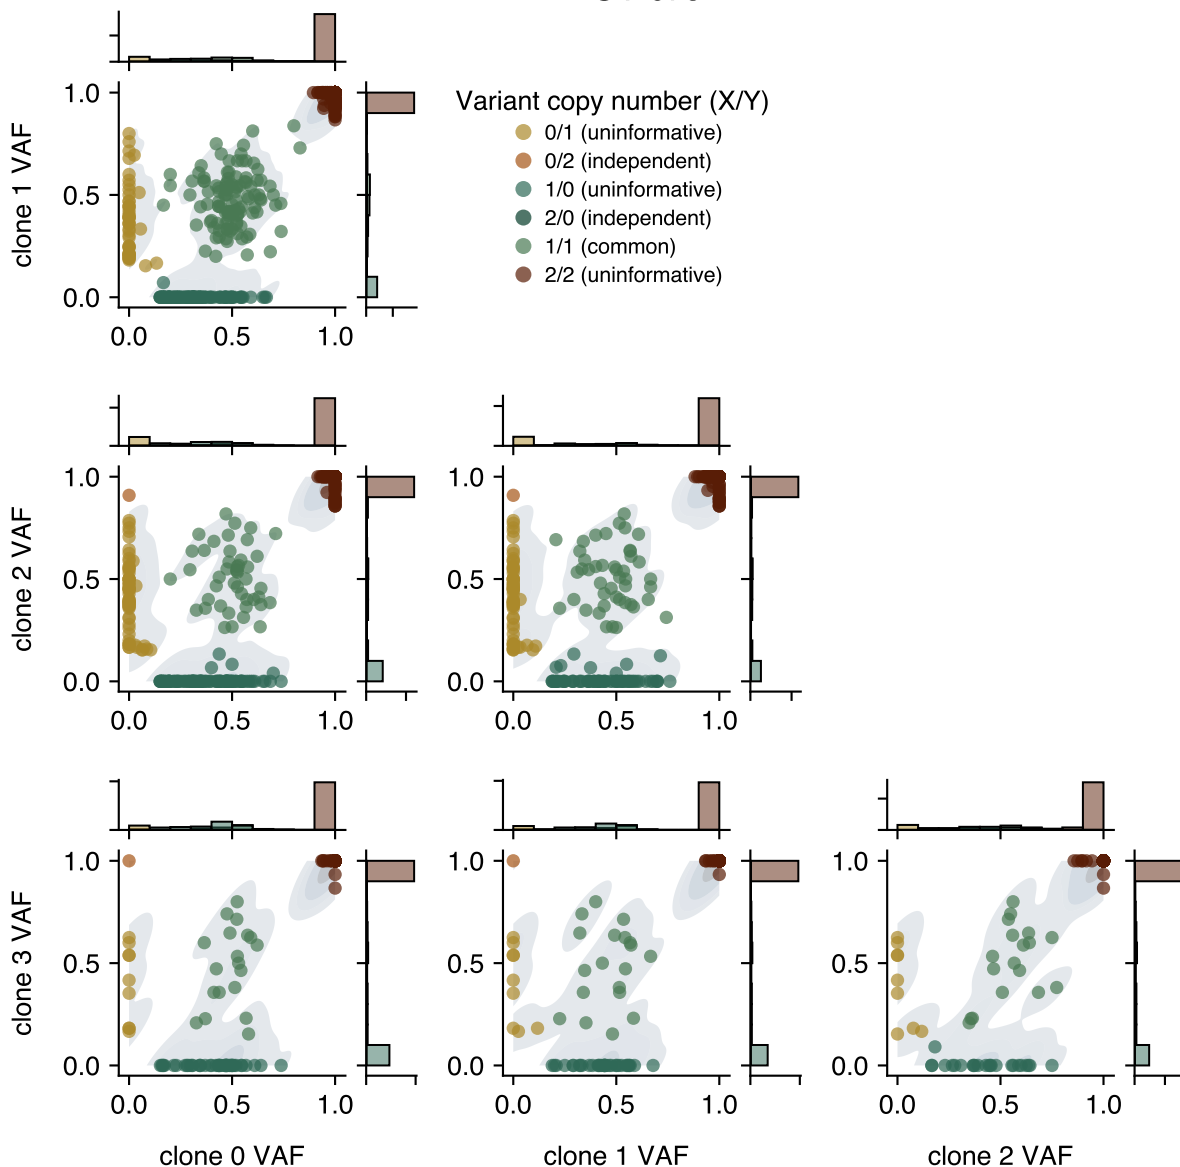 1.0
0.5
0.0
clone 1 VAF
0.0 0.5 1.0
Variant copy number (X/Y)
0/1 (uninformative)
0/2 (independent)
1/0 (uninformative)
2/0 (independent)
1/1 (common)
2/2 (uninformative)
1.0
0.5
0.0
clone 2 VAF
0.0 0.5 1.0
1.0
0.5
0.0
0.0 0.5 1.0
1.0
0.5
0.0
clone 3 VAF
0.0 0.5 1.0
clone 0 VAF
1.0
0.5
0.0
0.0 0.5 1.0
clone 1 VAF
1.0
0.5
0.0
0.0 0.5 1.0
clone 2 VAF